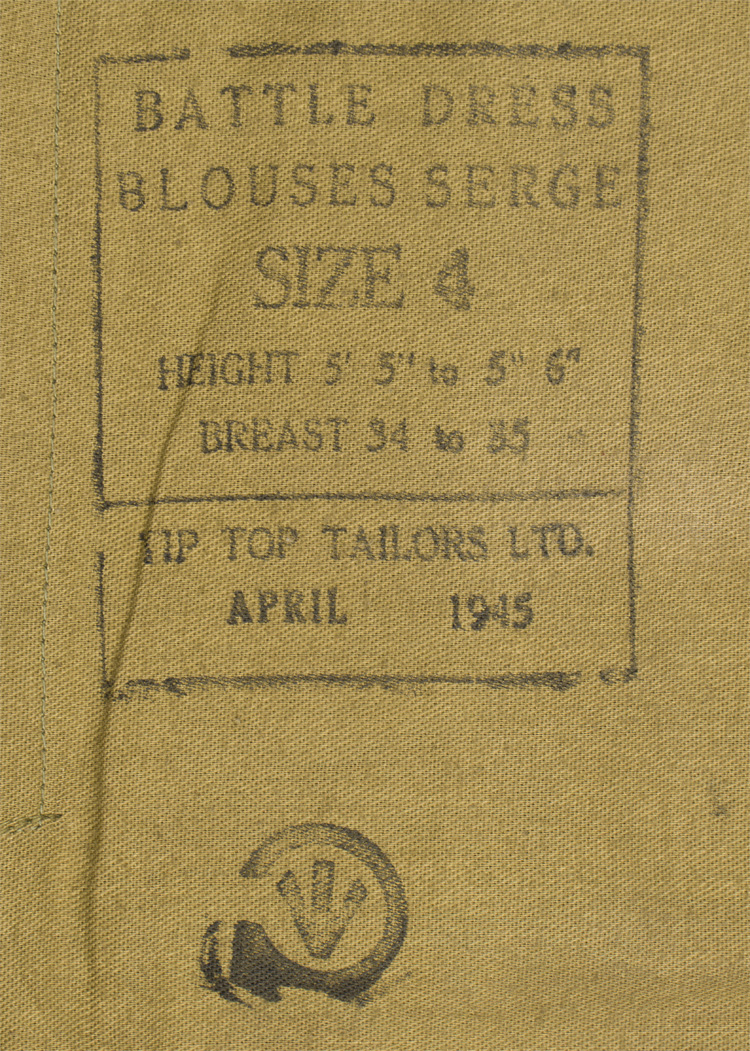 BATTLE DRESS
BLOUSES SERGE
SIZE 4
HEIGHT 5' 5" to 5" 6"
BREAST 34 to 35
TIP TOP TAILORS LTD.
APRIL 1945